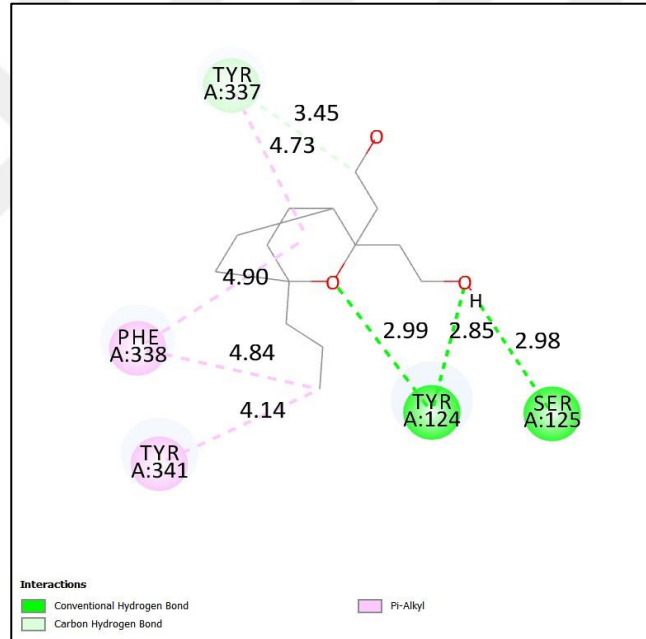 TYR
A:337
3.45
4.73
O
4.90
O
O
H
PHE
A:338
2.99
2.85
2.98
4.84
TYR
A:124
SER
A:125
4.14
TYR
A:341
Interactions
Conventional Hydrogen Bond
Carbon Hydrogen Bond
Pi-Alkyl